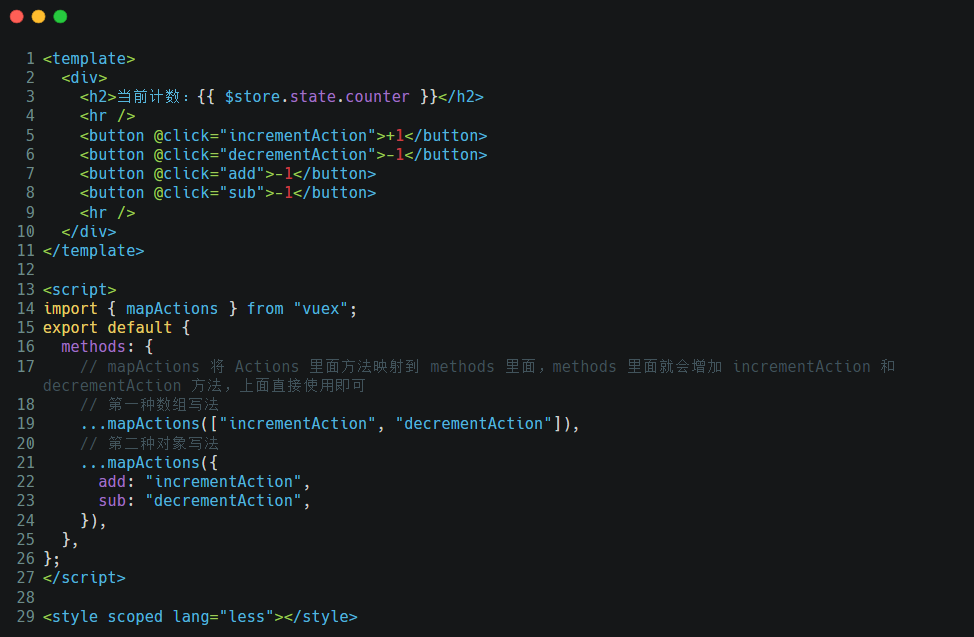 1 <template>
2   <div>
3     <h2>当前计数：{{ $store.state.counter }}</h2>
4     <hr />
5     <button @click="incrementAction">+1</button>
6     <button @click="decrementAction">-1</button>
7     <button @click="add">-1</button>
8     <button @click="sub">-1</button>
9     <hr />
10   </div>
11 </template>
12
13 <script>
14 import { mapActions } from "vuex";
15 export default {
16   methods: {
17     // mapActions 将 Actions 里面方法映射到 methods 里面，methods 里面就会增加 incrementAction 和
decrementAction 方法，上面直接使用即可
18     // 第一种数组写法
19     ...mapActions(["incrementAction", "decrementAction"]),
20     // 第二种对象写法
21     ...mapActions({
22       add: "incrementAction",
23       sub: "decrementAction",
24     }),
25   },
26 };
27 </script>
28
29 <style scoped lang="less"></style>